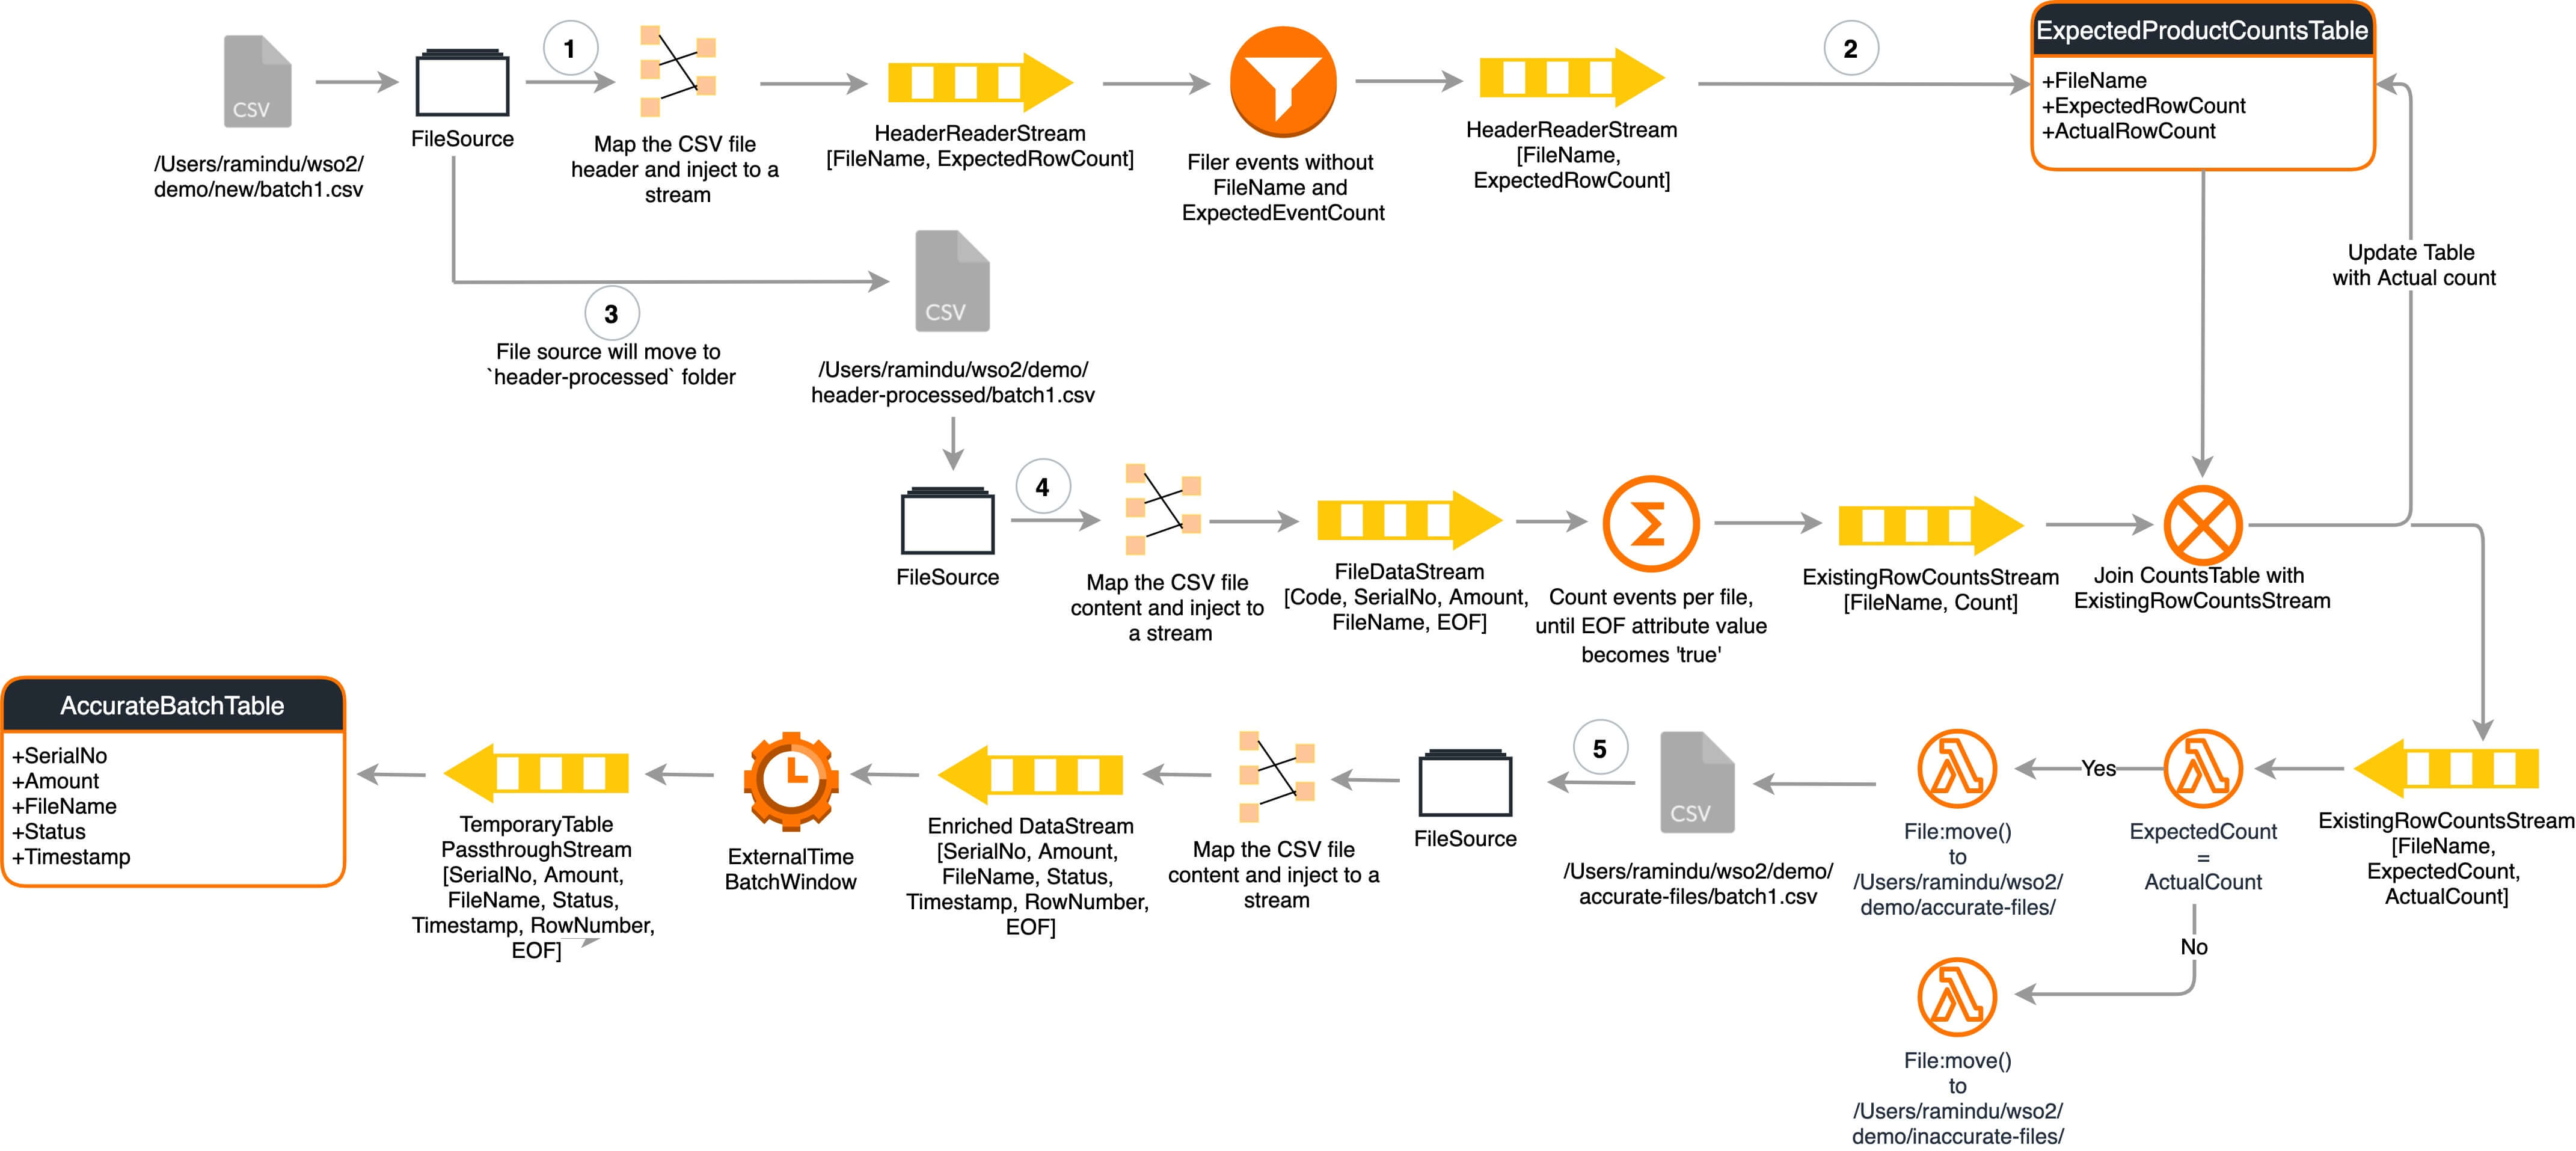 CSV
/Users/ramindu/wso2/
demo/new/batch1.csv
FileSource
1
Map the CSV file
header and inject to a
stream
HeaderReaderStream
[FileName, ExpectedRowCount]
Filer events without
FileName and
ExpectedEventCount
HeaderReaderStream
[FileName,
ExpectedRowCount]
2
ExpectedProductCountsTable
+FileName
+ExpectedRowCount
+ActualRowCount
Update Table
with Actual count
3
File source will move to
`header-processed` folder
CSV
/Users/ramindu/wso2/demo/
header-processed/batch1.csv
FileSource
4
Map the CSV file
content and inject to
a stream
FileDataStream
[Code, SerialNo, Amount,
FileName, EOF]
Σ
Count events per file,
until EOF attribute value
becomes 'true'
ExistingRowCountsStream
[FileName, Count]
Join CountsTable with
ExistingRowCountsStream
ExistingRowCountsStream
[FileName,
ExpectedCount,
ActualCount]
ExpectedCount
=
ActualCount
Yes
No
File:move()
to
/Users/ramindu/wso2/
demo/accurate-files/
File:move()
to
/Users/ramindu/wso2/
demo/inaccurate-files/
CSV
/Users/ramindu/wso2/demo/
accurate-files/batch1.csv
5
FileSource
Map the CSV file
content and inject to a
stream
Enriched DataStream
[SerialNo, Amount,
FileName, Status,
Timestamp, RowNumber,
EOF]
ExternalTime
BatchWindow
TemporaryTable
PassthroughStream
[SerialNo, Amount,
FileName, Status,
Timestamp, RowNumber,
EOF]
AccurateBatchTable
+SerialNo
+Amount
+FileName
+Status
+Timestamp